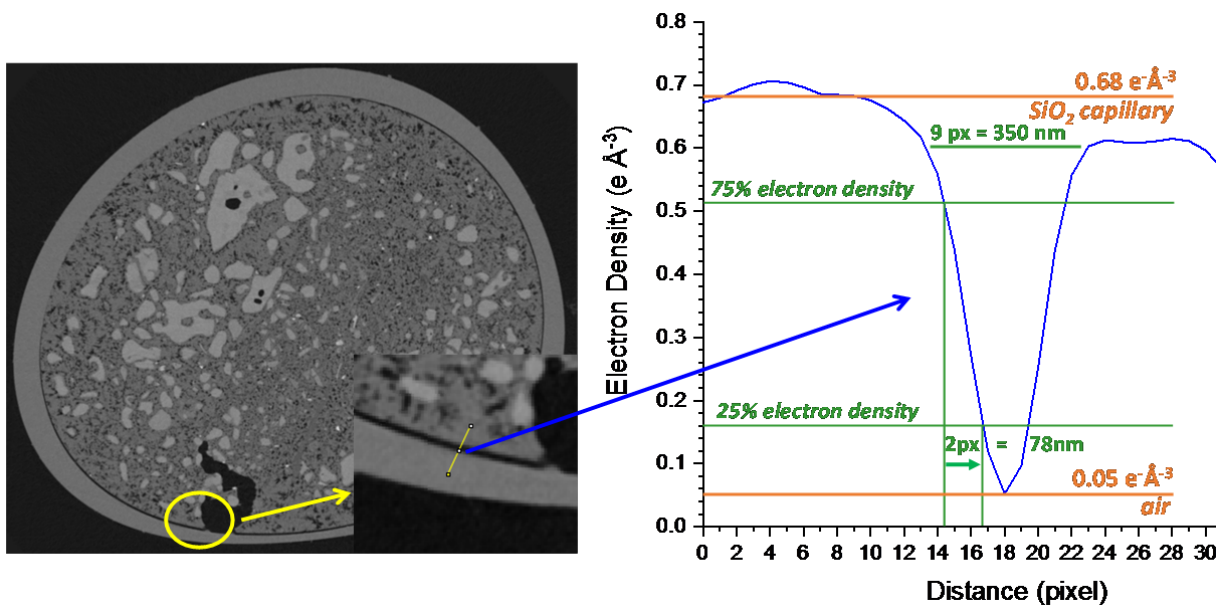 0.8
0.7
0.6
0.5
0.4
0.3
0.2
0.1
0.0
Electron Density (e Å-3)
0.68 e-Å-3
SiO2 capillary
9 px = 350 nm
75% electron density
25% electron density
2px = 78nm
0.05 e-Å-3
air
0 2 4 6 8 10 12 14 16 18 20 22 24 26 28 30
Distance (pixel)